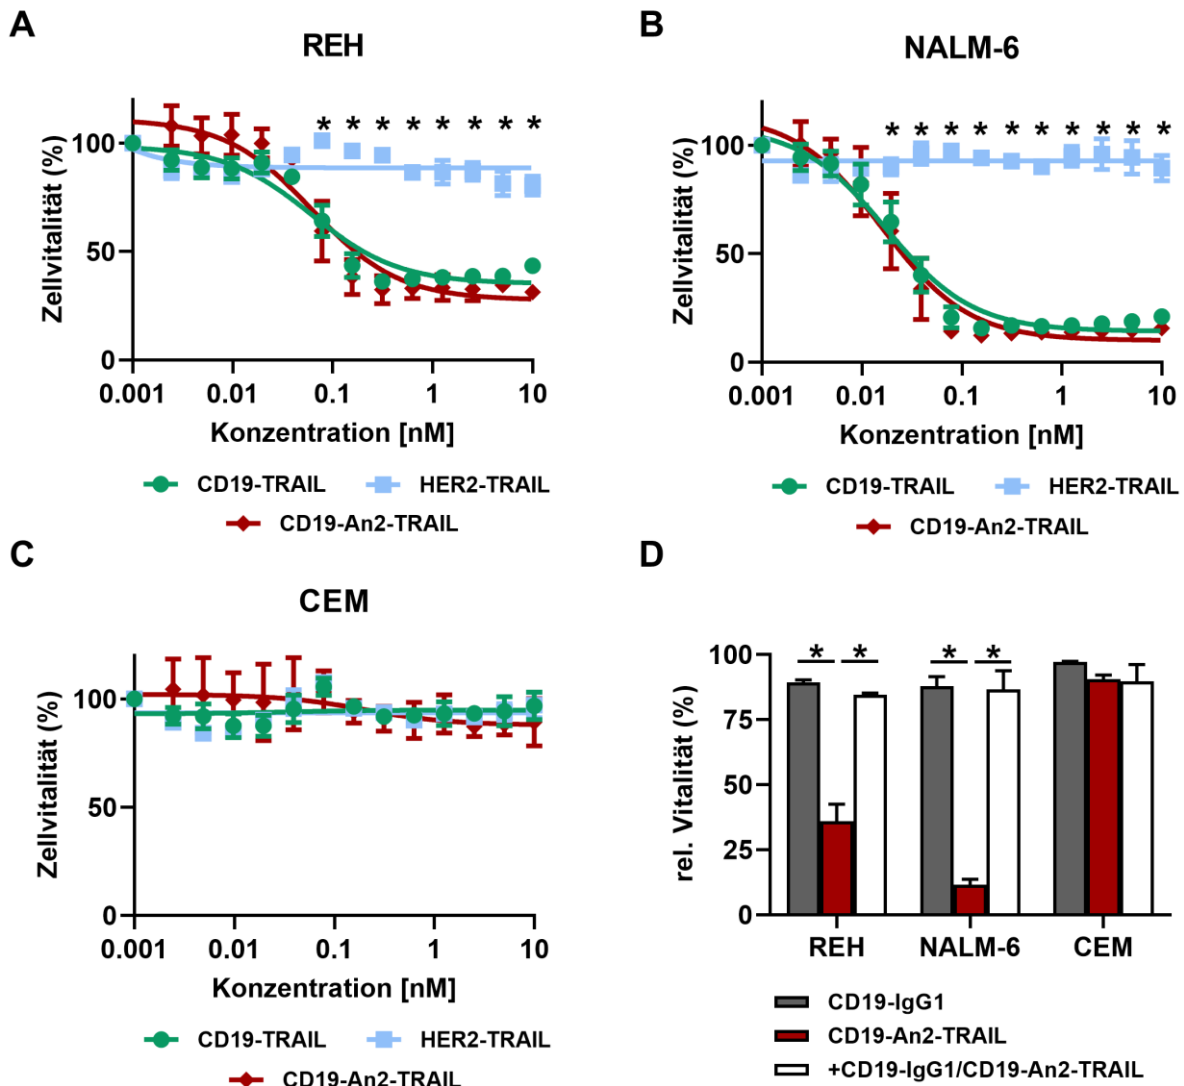 A
REH
Zellvitalität (%)
100
50
0
* * * * * * * *
0.001 0.01 0.1 1 10
Konzentration [nM]
CD19-TRAIL HER2-TRAIL
CD19-An2-TRAIL
B
NALM-6
Zellvitalität (%)
100
50
0
* * * * * * * * * *
0.001 0.01 0.1 1 10
Konzentration [nM]
CD19-TRAIL HER2-TRAIL
CD19-An2-TRAIL
C
CEM
Zellvitalität (%)
100
50
0
0.001 0.01 0.1 1 10
Konzentration [nM]
CD19-TRAIL HER2-TRAIL
CD19-An2-TRAIL
D
rel. Vitalität (%)
100
75
50
25
0
* * * *
REH NALM-6 CEM
CD19-IgG1
CD19-An2-TRAIL
+CD19-IgG1/CD19-An2-TRAIL